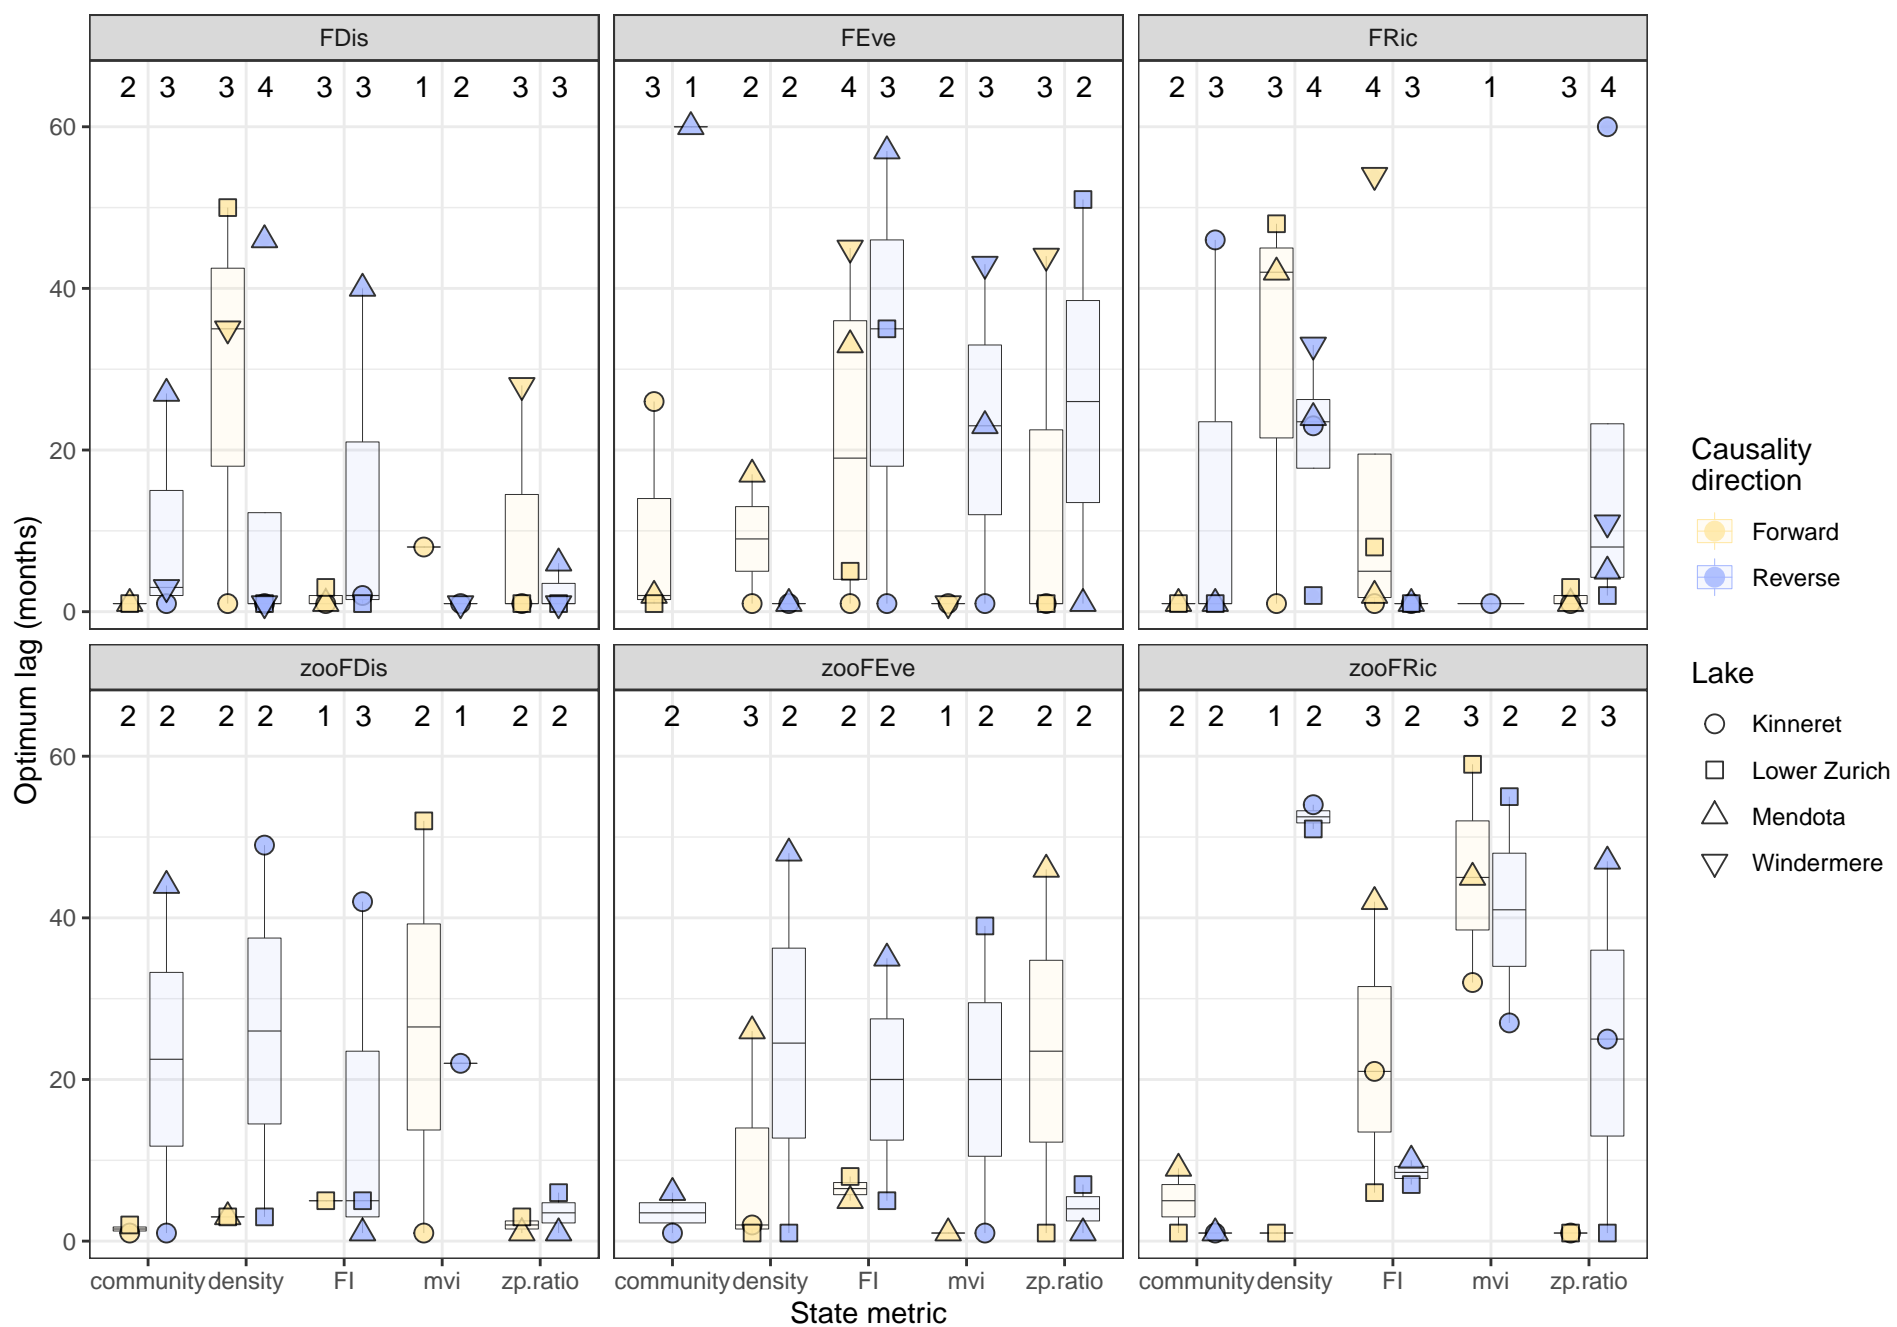 FDis FEve FRic
2 3 3 4 3 3 1 2 3 3 3 1 2 2 4 3 2 3 3 2 2 3 3 4 4 3 1 3 4
60
40
20
0
zooFDis zooFEve zooFRic
2 2 2 2 1 3 2 1 2 2 2 3 2 2 2 1 2 2 2 2 2 1 2 3 2 3 2 2 3
60
40
20
0
community density FI mvi zp.ratio community density FI mvi zp.ratio community density FI mvi zp.ratio
State metric
Optimum lag (months)
Causality
direction
Forward
Reverse
Lake
Kinneret
Lower Zurich
Mendota
Windermere